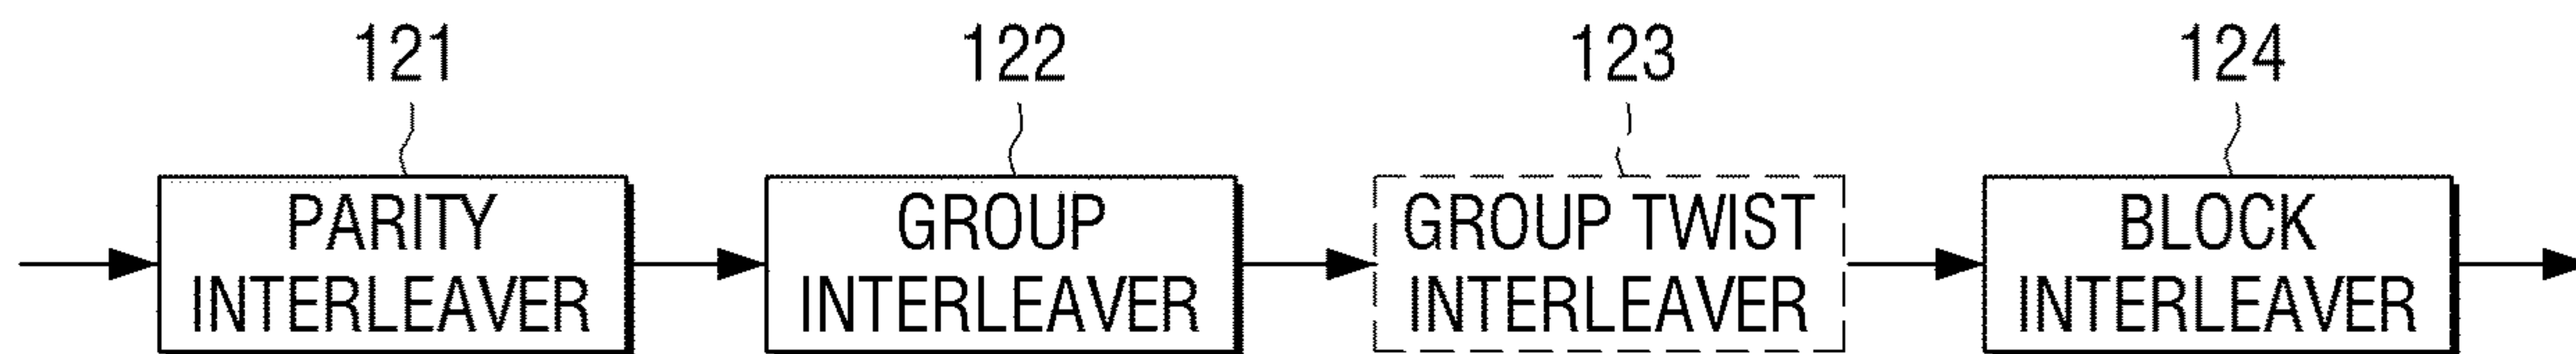 121
122
123
124
PARITY
INTERLEAVER
GROUP
INTERLEAVER
GROUP TWIST
INTERLEAVER
BLOCK
INTERLEAVER